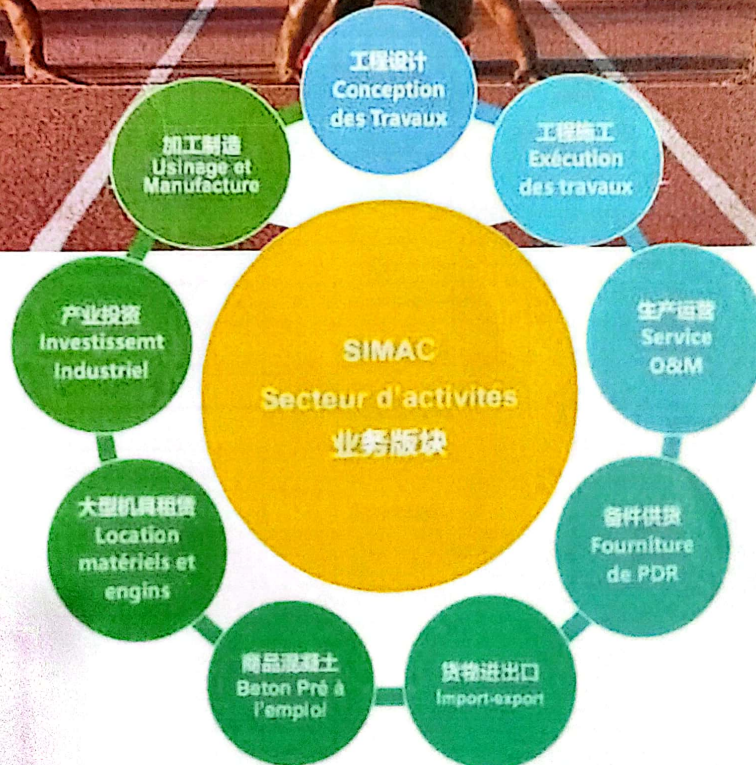 工程设计
Conception
des Travaux
工程施工
Exécution
des travaux
生产运营
Service
O&M
备件供货
Fourniture
de PDR
货物进出口
Import-export
商品混凝土
Beton Pré à
l'emploi
大型机具租赁
Location
matériels et
engins
产业投资
Investissemt
Industriel
加工制造
Usinage et
Manufacture
SIMAC
Secteur d'activités
业务版块